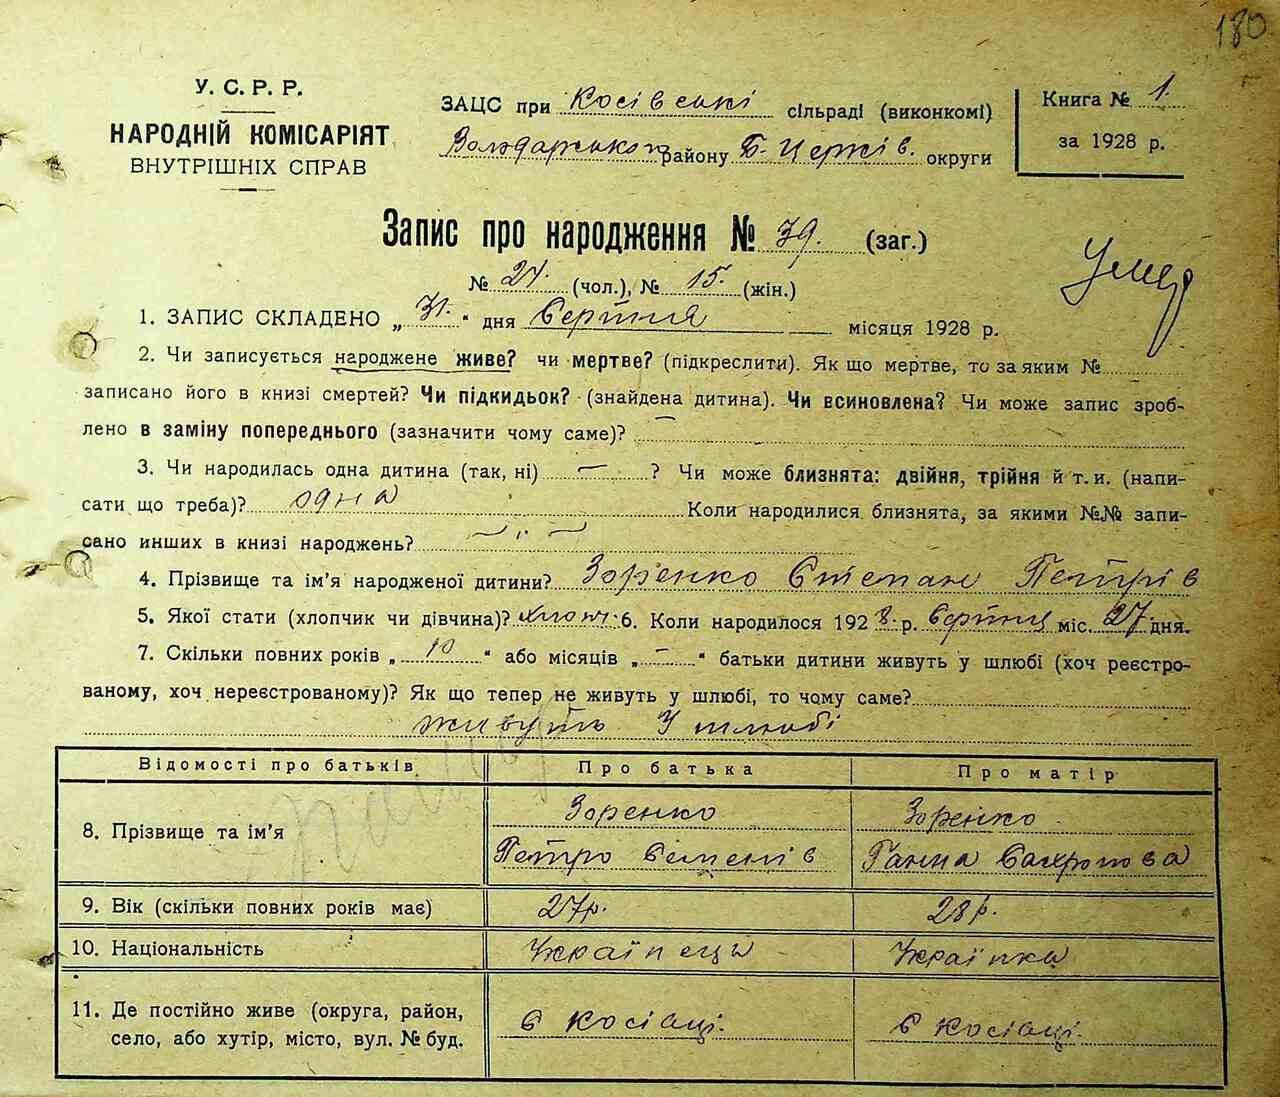 180
У. С. Р. Р.
НАРОДНІЙ КОМІСАРІЯТ
ВНУТРІШНІХ СПРАВ
ЗАЦС при Косівські сільраді (виконкомі)
Володарського району Б-Церків. округи
Книга № 1.
за 1928 р.
Запис про народження № 39. (заг.)
№ 24. (чол.), № 15. (жін.)
Умер
1. ЗАПИС СКЛАДЕНО „ 31. “ дня Серпня місяця 1928 р.
2. Чи записується народжене живе? чи мертве? (підкреслити). Як що мертве, то за яким №
записано його в книзі смертей? Чи підкидьок? (знайдена дитина). Чи всиновлена? Чи може запис зроб-
лено в заміну попереднього (зазначити чому саме)? —
3. Чи народилась одна дитина (так, ні) — ? Чи може близнята: двійня, трійня й т. и. (напи-
сати що треба)? одна Коли народилися близнята, за якими №№ запи-
сано инших в книзі народжень? — „ —
4. Прізвище та ім’я народженої дитини? Зоренко Степан Петрів
5. Якої стати (хлопчик чи дівчина)? хлопч. 6. Коли народилося 1928. р. Серпня міс. 27 дня.
7. Скільки повних років „ 10 “ або місяців „ — “ батьки дитини живуть у шлюбі (хоч реєстро-
ваному, хоч нереєстрованому)? Як що тепер не живуть у шлюбі, то чому саме?
живуть У шлюбі
Відомості про батьків Про батька Про матір
8. Прізвище та ім’я Зоренко Петро Семенів Зоренко Ганна Сахронова
9. Вік (скільки повних років має) 27р. 28р.
10. Національність Українець Українка
11. Де постійно живе (округа, район,
село, або хутір, місто, вул. № буд. в Косівці. в Косівці.